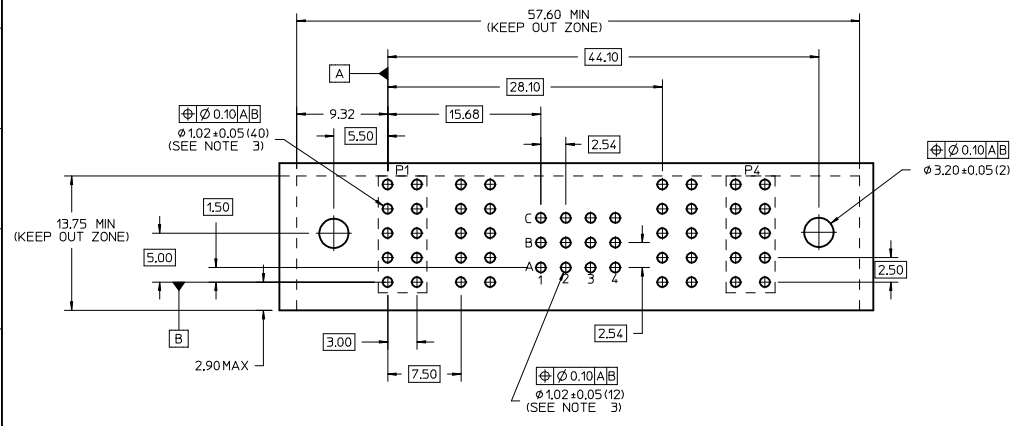 57.60 MIN
(KEEP OUT ZONE)
44.10
A
28.10
⌖ ⌀ 0.10 A B
⌀1.02±0.05 (40)
(SEE NOTE 3)
9.32
15.68
5.50
2.54
⌖ ⌀ 0.10 A B
⌀3.20±0.05 (2)
P1
P4
13.75 MIN
(KEEP OUT ZONE)
1.50
5.00
C
B
A
1 2 3 4
2.50
B
2.90 MAX
3.00
7.50
2.54
⌖ ⌀ 0.10 A B
⌀1.02±0.05 (12)
(SEE NOTE 3)